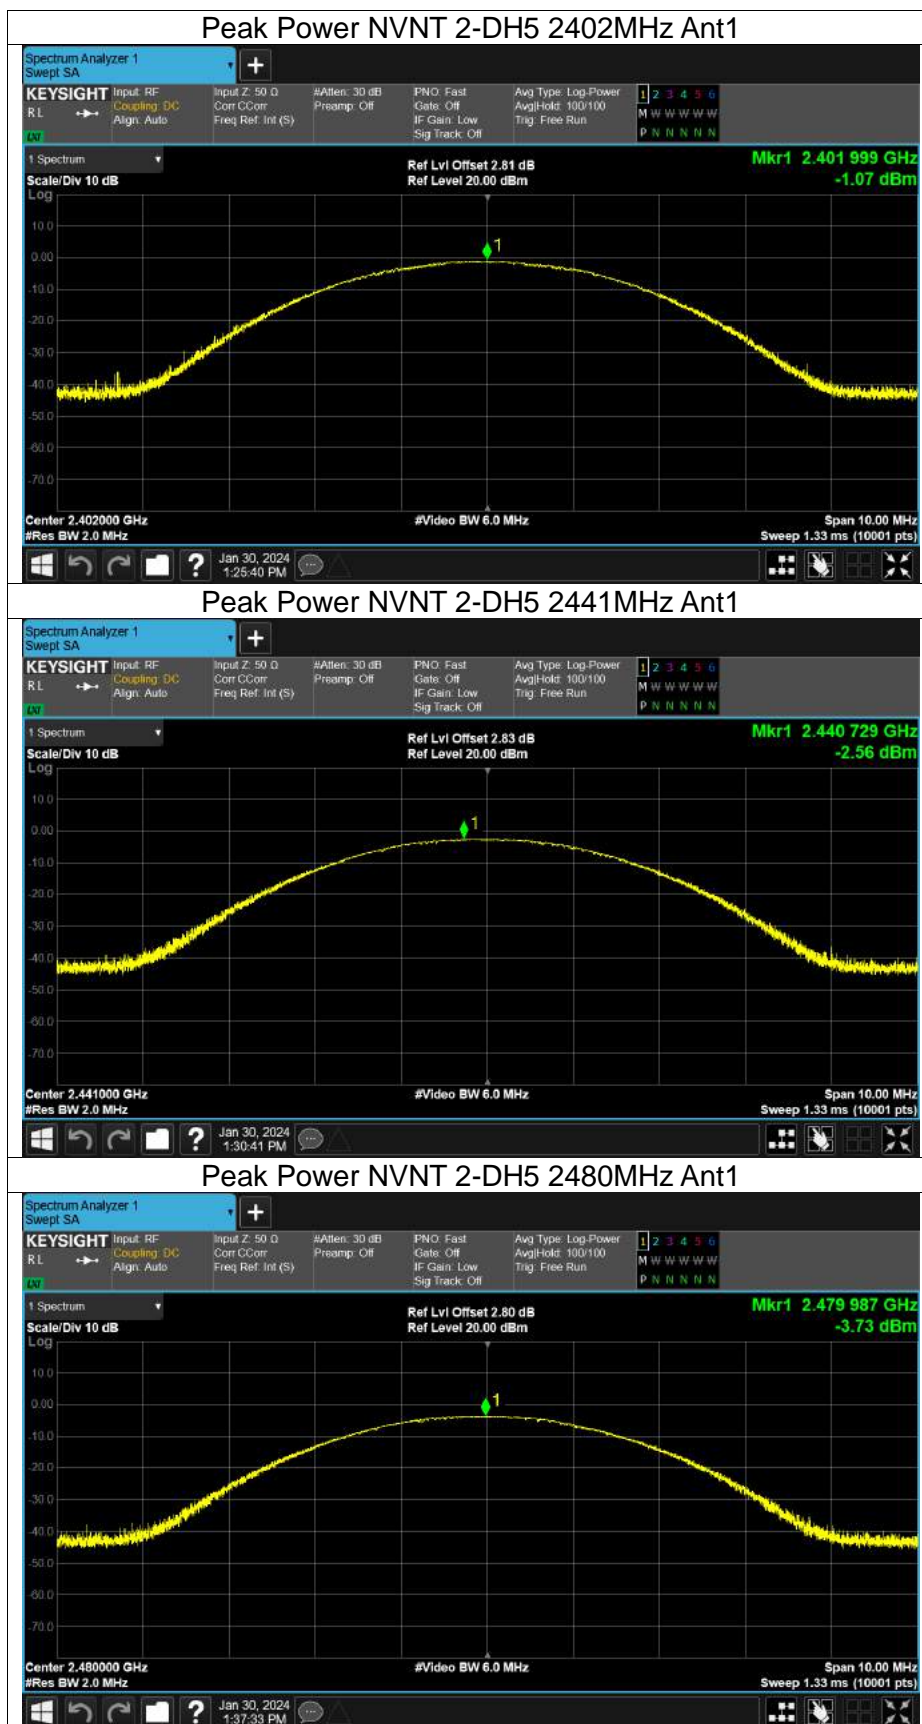 Peak Power NVNT 2-DH5 2402MHz Ant1
Spectrum Analyzer 1
Swept SA
+
KEYSIGHT Input: RF Input Z: 50 Ω #Atten: 30 dB PNO: Fast Avg Type: Log-Power 1 2 3 4 5 6
R L Coupling: DC Corr CCorr Preamp: Off Gate: Off Avg|Hold: 100/100 M W W W W W
Align: Auto Freq Ref: Int (S) IF Gain: Low Trig: Free Run
LXI Sig Track: Off P N N N N N
1 Spectrum Ref Lvl Offset 2.81 dB Mkr1 2.401 999 GHz
Scale/Div 10 dB Ref Level 20.00 dBm -1.07 dBm
Log
10.0
1
0.00
-10.0
-20.0
-30.0
-40.0
-50.0
-60.0
-70.0
Center 2.402000 GHz #Video BW 6.0 MHz Span 10.00 MHz
#Res BW 2.0 MHz Sweep 1.33 ms (10001 pts)
? Jan 30, 2024
1:25:40 PM
Peak Power NVNT 2-DH5 2441MHz Ant1
Spectrum Analyzer 1
Swept SA
+
KEYSIGHT Input: RF Input Z: 50 Ω #Atten: 30 dB PNO: Fast Avg Type: Log-Power 1 2 3 4 5 6
R L Coupling: DC Corr CCorr Preamp: Off Gate: Off Avg|Hold: 100/100 M W W W W W
Align: Auto Freq Ref: Int (S) IF Gain: Low Trig: Free Run
LXI Sig Track: Off P N N N N N
1 Spectrum Ref Lvl Offset 2.83 dB Mkr1 2.440 729 GHz
Scale/Div 10 dB Ref Level 20.00 dBm -2.56 dBm
Log
10.0
1
0.00
-10.0
-20.0
-30.0
-40.0
-50.0
-60.0
-70.0
Center 2.441000 GHz #Video BW 6.0 MHz Span 10.00 MHz
#Res BW 2.0 MHz Sweep 1.33 ms (10001 pts)
? Jan 30, 2024
1:30:41 PM
Peak Power NVNT 2-DH5 2480MHz Ant1
Spectrum Analyzer 1
Swept SA
+
KEYSIGHT Input: RF Input Z: 50 Ω #Atten: 30 dB PNO: Fast Avg Type: Log-Power 1 2 3 4 5 6
R L Coupling: DC Corr CCorr Preamp: Off Gate: Off Avg|Hold: 100/100 M W W W W W
Align: Auto Freq Ref: Int (S) IF Gain: Low Trig: Free Run
LXI Sig Track: Off P N N N N N
1 Spectrum Ref Lvl Offset 2.80 dB Mkr1 2.479 987 GHz
Scale/Div 10 dB Ref Level 20.00 dBm -3.73 dBm
Log
10.0
0.00
1
-10.0
-20.0
-30.0
-40.0
-50.0
-60.0
-70.0
Center 2.480000 GHz #Video BW 6.0 MHz Span 10.00 MHz
#Res BW 2.0 MHz Sweep 1.33 ms (10001 pts)
? Jan 30, 2024
1:37:33 PM